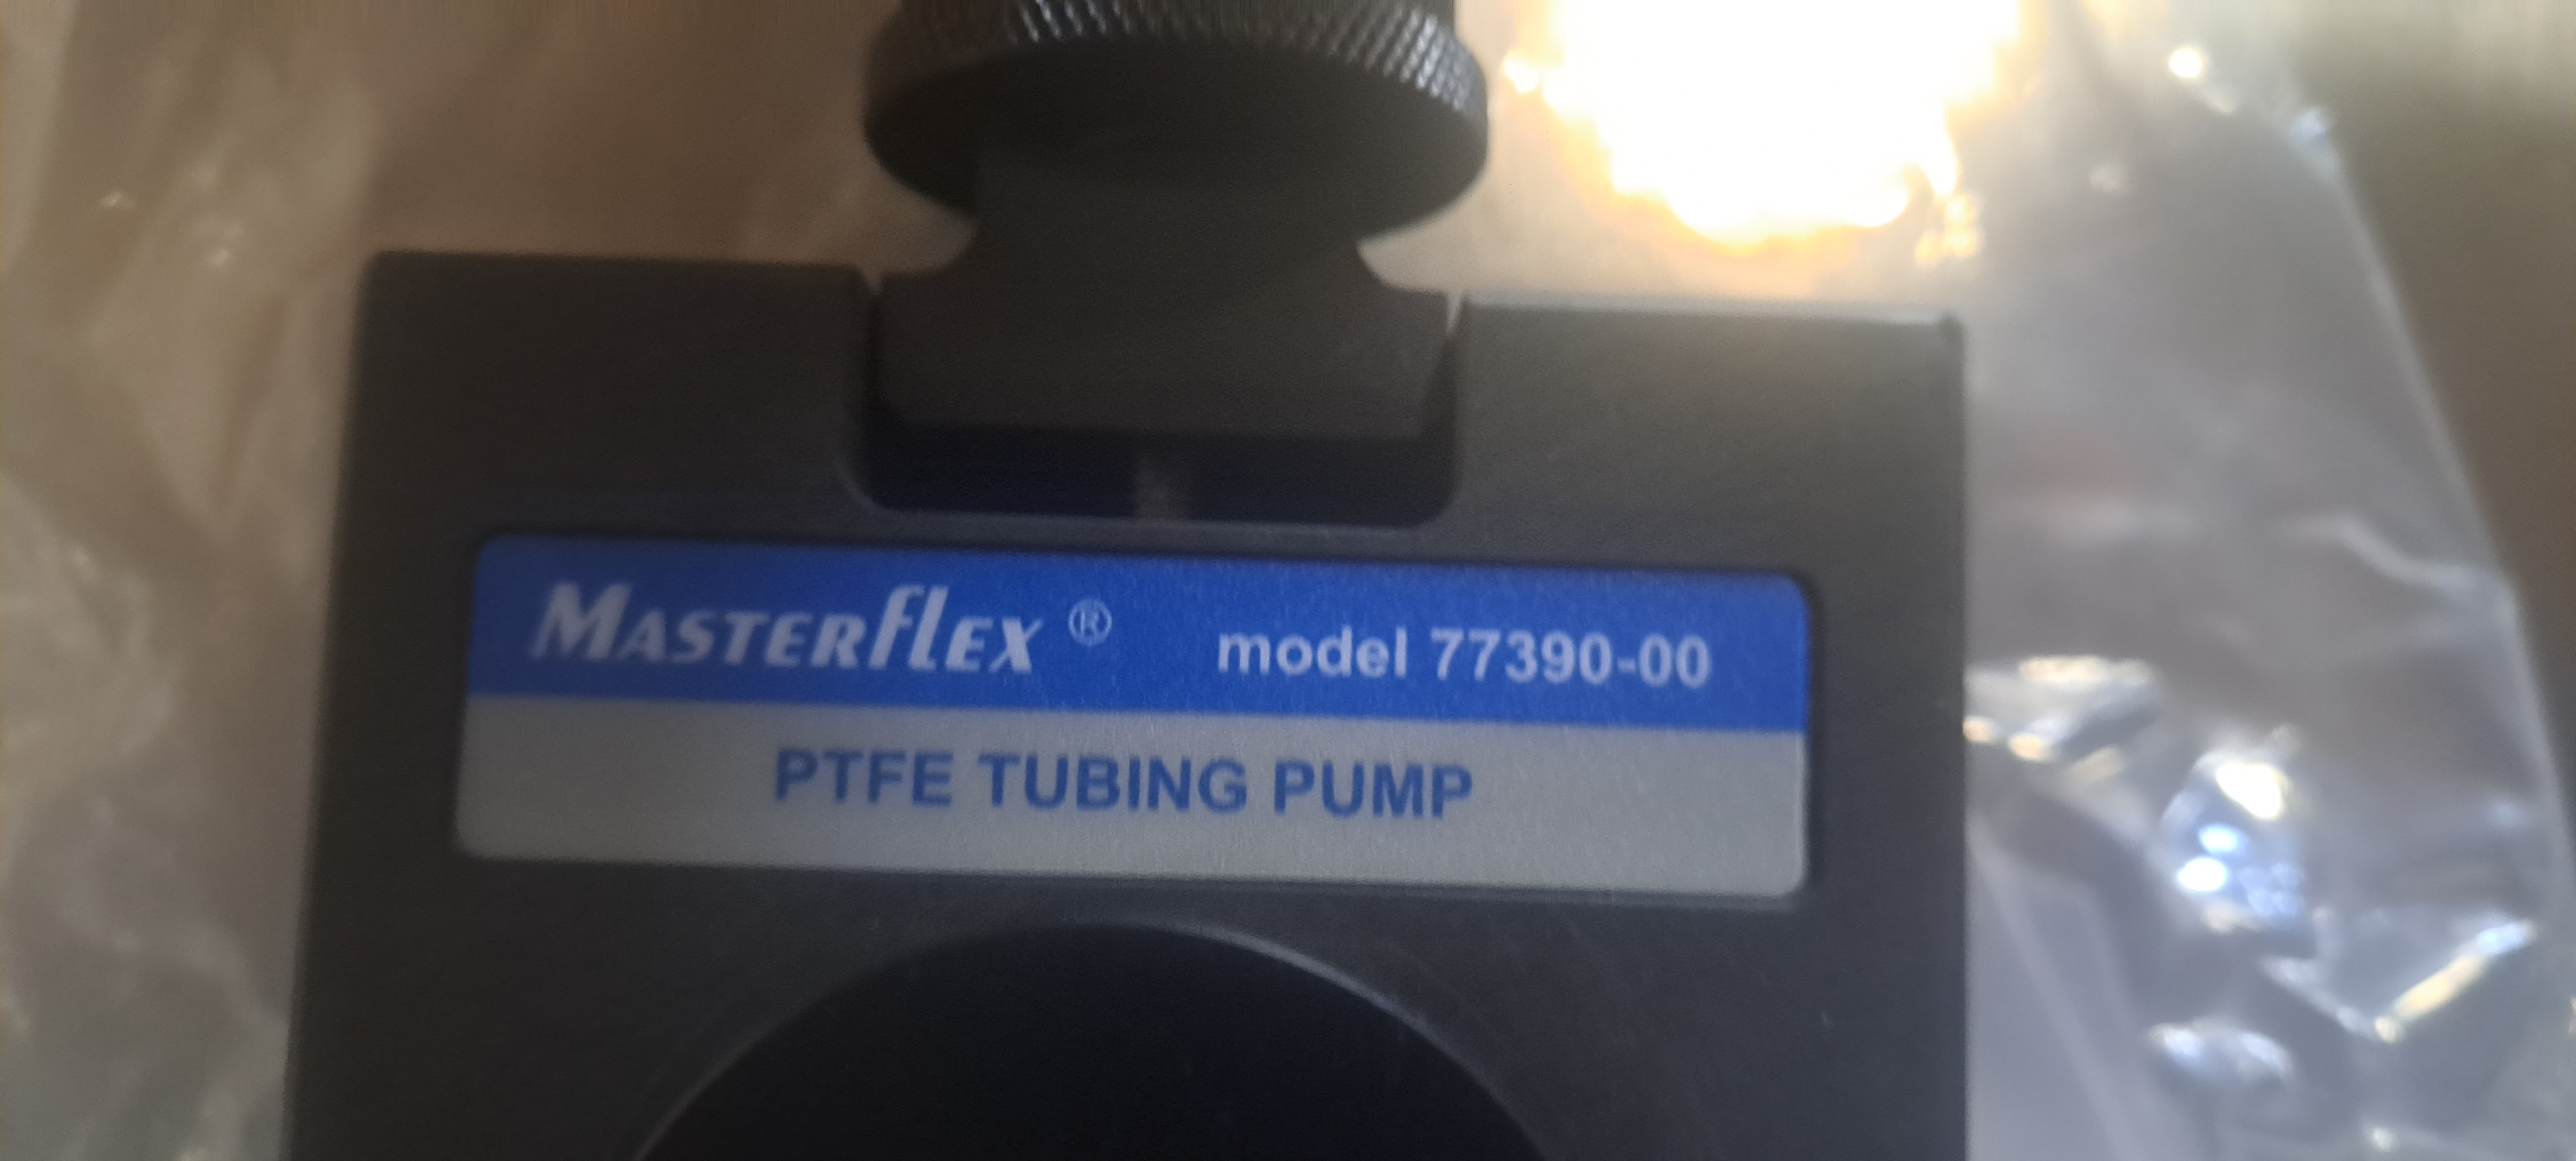 MASTERFLEX ® model 77390-00
PTFE TUBING PUMP